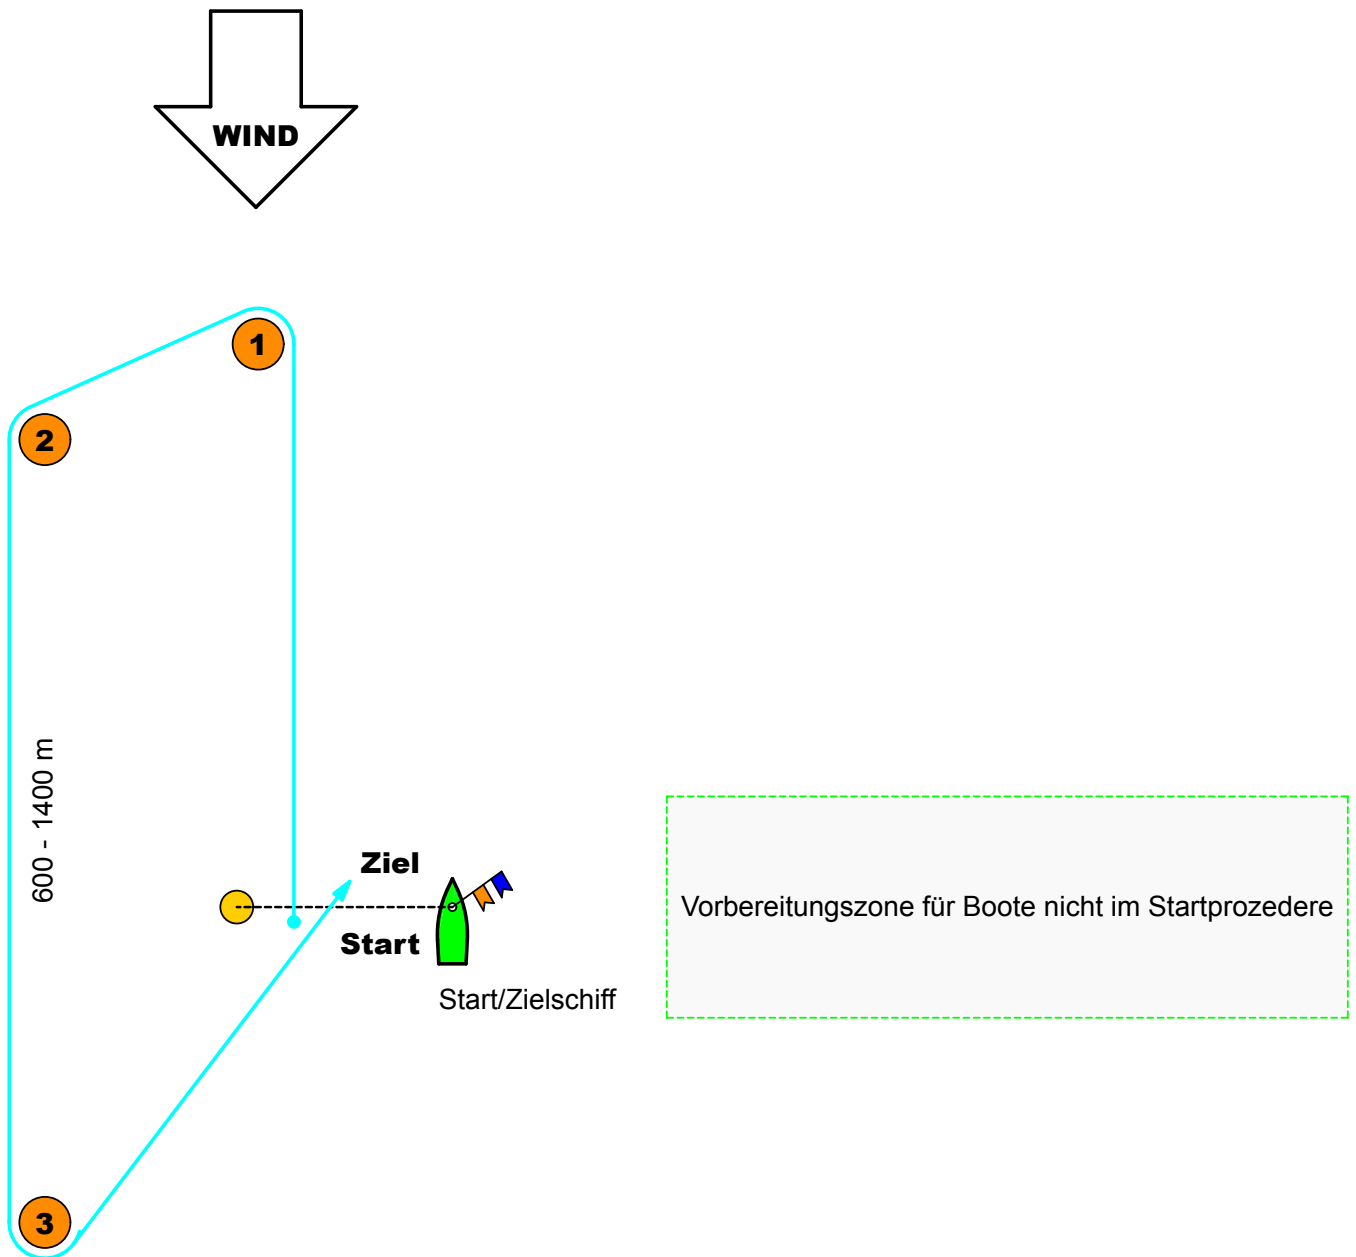 WIND
1
2
600 - 1400 m
Ziel
Start
Start/Zielschiff
Vorbereitungszone für Boote nicht im Startprozedere
3